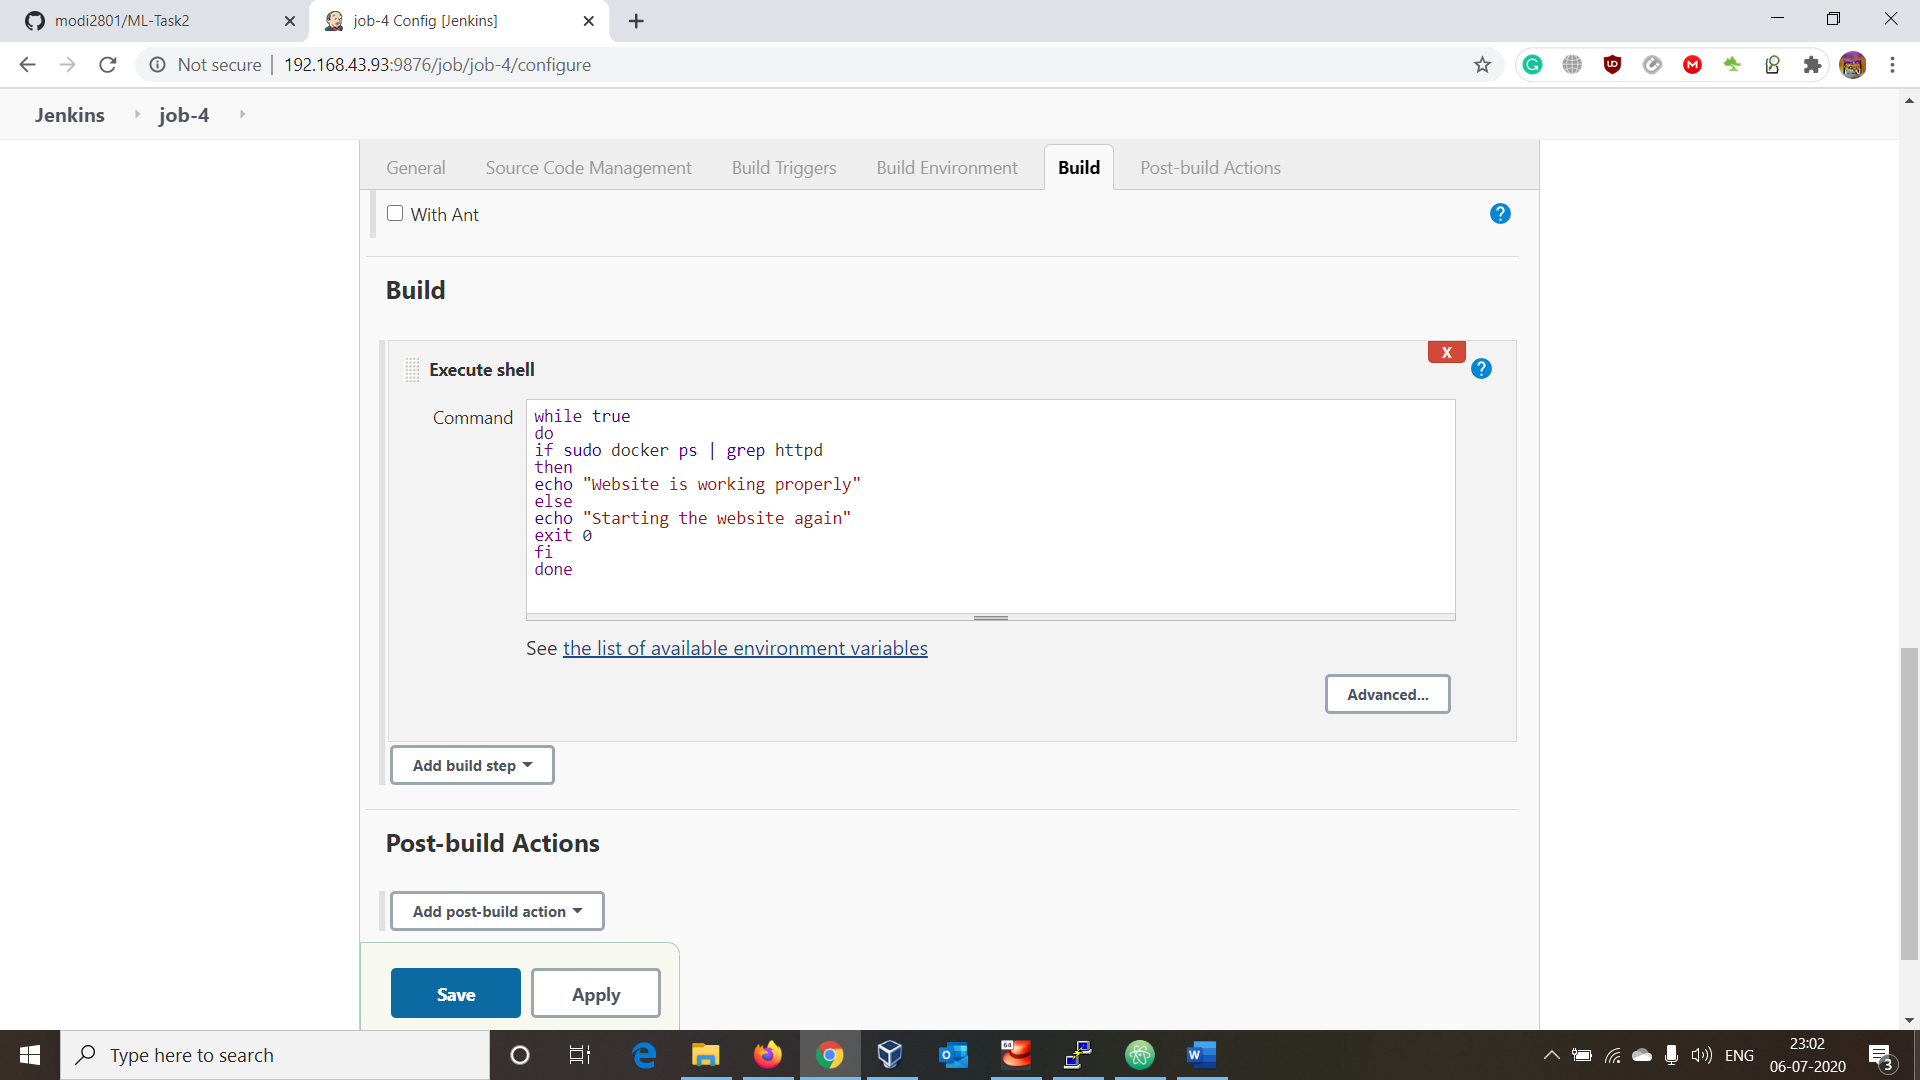 modi2801/ML-Task2
job-4 Config [Jenkins]
Not secure
192.168.43.93:9876/job/job-4/configure
Jenkins
job-4
General
Source Code Management
Build Triggers
Build Environment
Build
Post-build Actions
With Ant
?
Build
X
Execute shell
?
Command
while true
do
if sudo docker ps | grep httpd
then
echo "Website is working properly"
else
echo "Starting the website again"
exit 0
fi
done
See the list of available environment variables
Advanced...
Add build step
Post-build Actions
Add post-build action
Save
Apply
Type here to search
ENG
23:02
06-07-2020
3